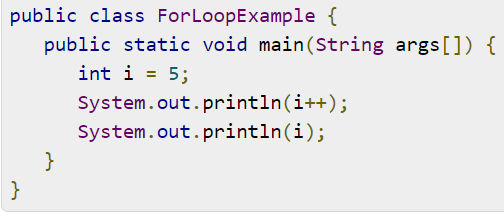 public class ForLoopExample {
   public static void main(String args[]) {
      int i = 5;
      System.out.println(i++);
      System.out.println(i);
   }
}